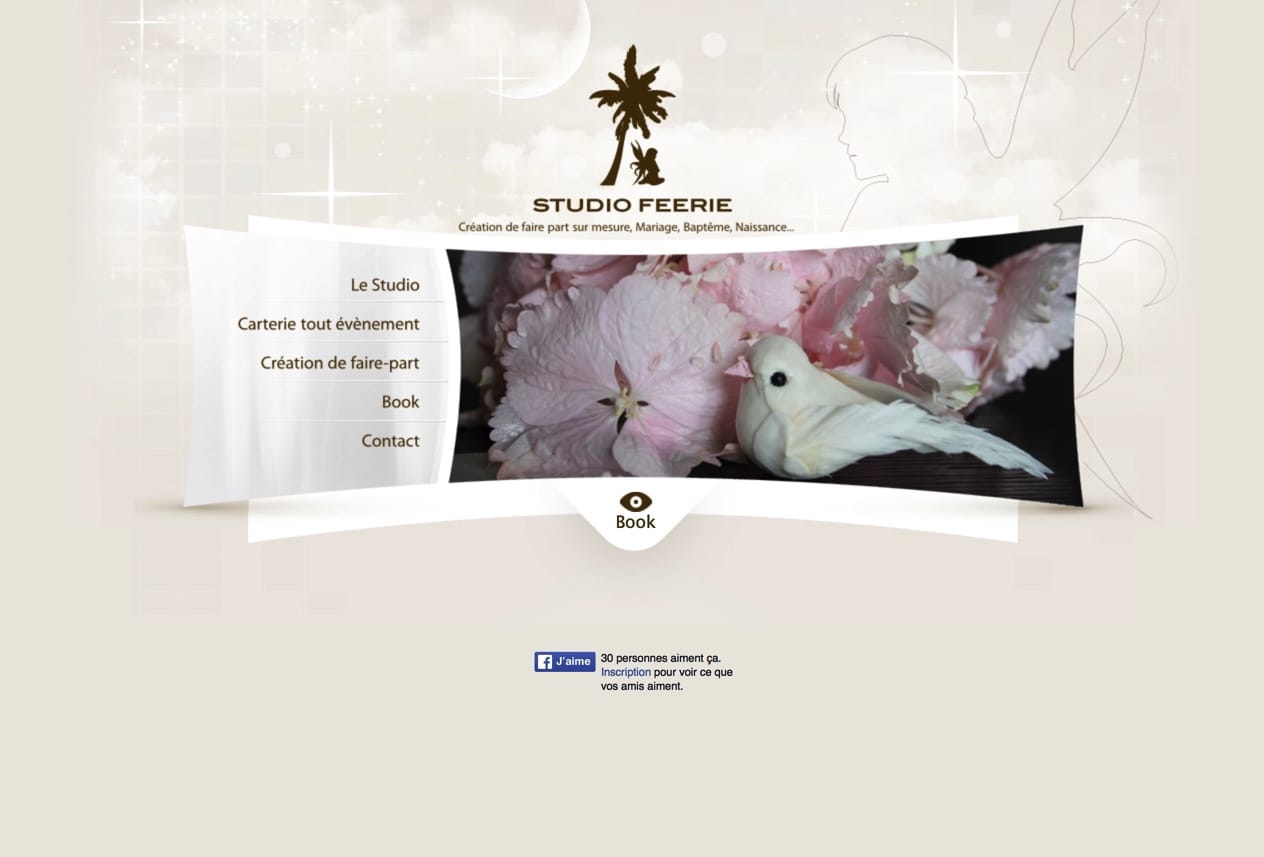 STUDIO FEERIE
Création de faire part sur mesure, Mariage, Baptême, Naissance...
Le Studio
Carterie tout évènement
Création de faire-part
Book
Contact
Book
J'aime
30 personnes aiment ça.
Inscription pour voir ce que
vos amis aiment.